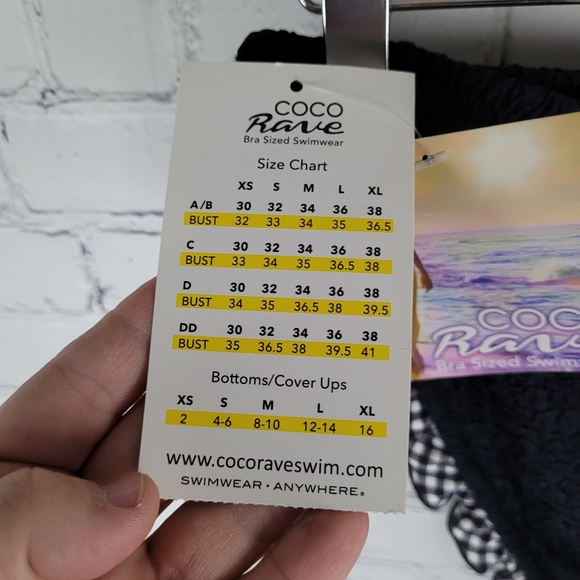 COCO
Rave
Bra Sized Swimwear
Size Chart
XS S M L XL
A/B 30 32 34 36 38
BUST 32 33 34 35 36.5
C 30 32 34 36 38
BUST 33 34 35 36.5 38
D 30 32 34 36 38
BUST 34 35 36.5 38 39.5
DD 30 32 34 36 38
BUST 35 36.5 38 39.5 41
Bottoms/Cover Ups
XS S M L XL
2 4-6 8-10 12-14 16
www.cocoraveswim.com
SWIMWEAR · ANYWHERE®
COC
Rave
Bra Sized Swim